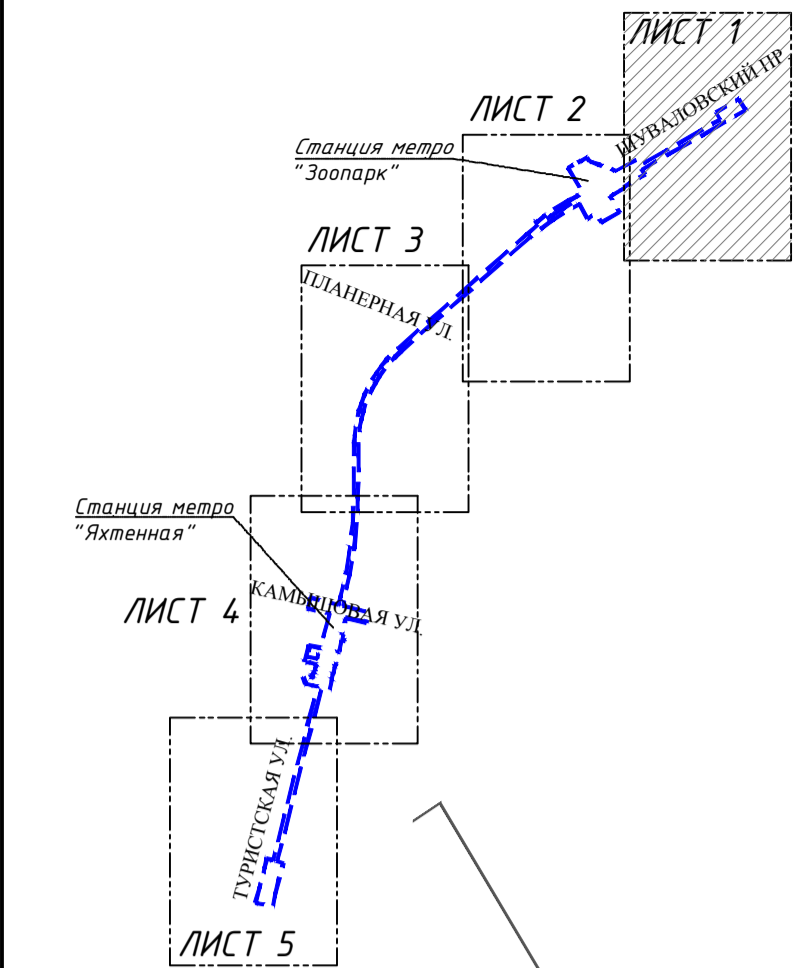 ЛИСТ 1
ШУВАЛОВСКИЙ ПР.
ЛИСТ 2
Станция метро
"Зоопарк"
ЛИСТ 3
ПЛАНЕРНАЯ УЛ.
Станция метро
"Яхтенная"
КАМЫШОВАЯ УЛ.
ЛИСТ 4
ТУРИСТСКАЯ УЛ.
ЛИСТ 5